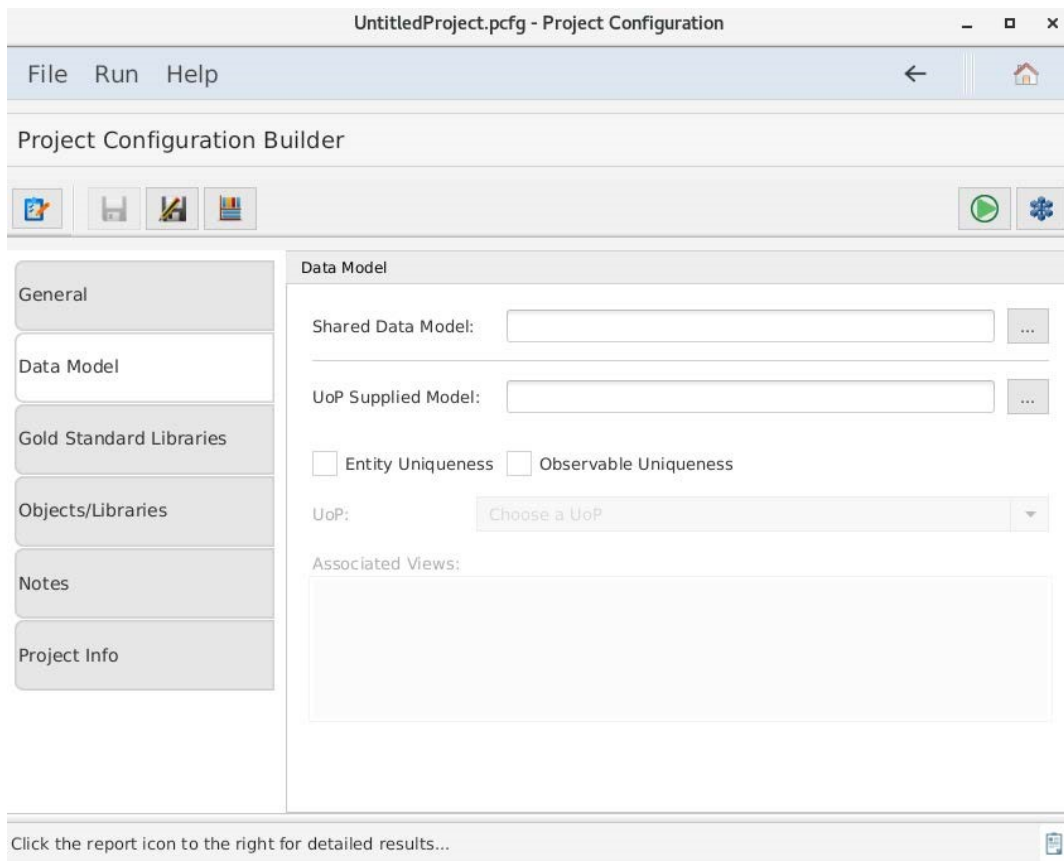 UntitledProject.pcfg - Project Configuration
File Run Help
Project Configuration Builder
General
Data Model
Gold Standard Libraries
Objects/Libraries
Notes
Project Info
Data Model
Shared Data Model:
...
UoP Supplied Model:
...
Entity Uniqueness
Observable Uniqueness
UoP:
Choose a UoP
Associated Views:
Click the report icon to the right for detailed results...